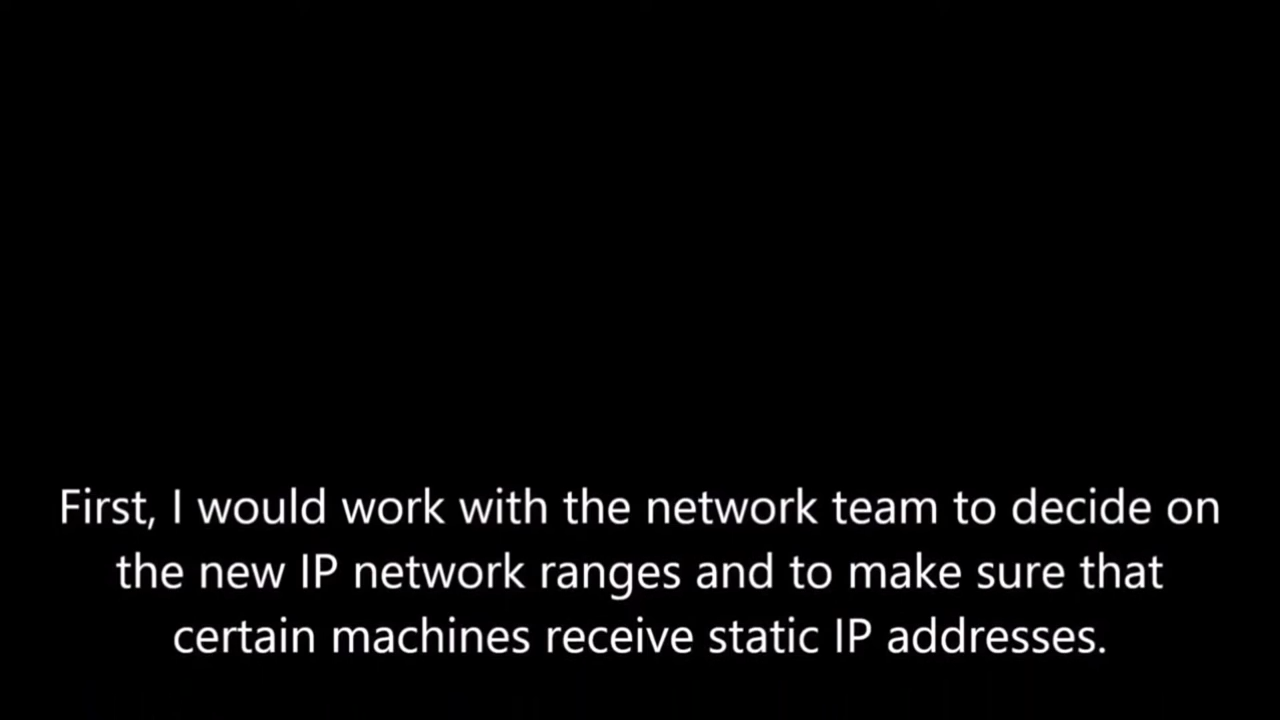 First, I would work with the network team to decide on
the new IP network ranges and to make sure that
certain machines receive static IP addresses.